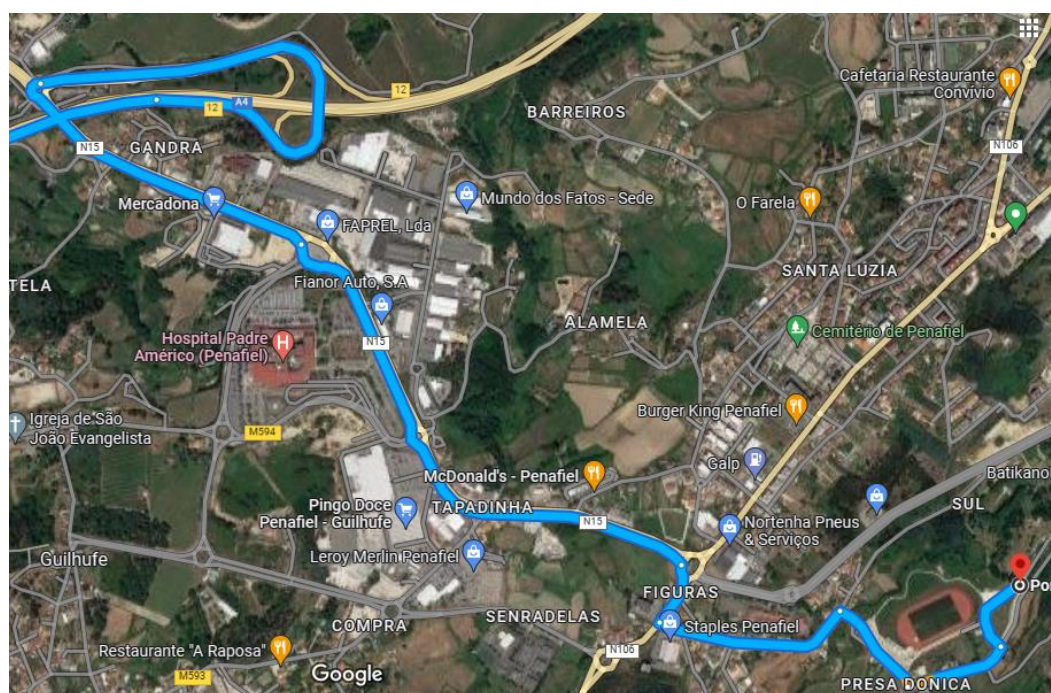 Cafetaria Restaurante
Convívio
12
12
A4
BARREIROS
N15
GANDRA
N106
Mercadona
Mundo dos Fatos - Sede
O Farela
FAPREL, Lda
TELA
Fianor Auto, S.A
SANTA LUZIA
ALAMELA
Hospital Padre
Américo (Penafiel)
N15
Cemitério de Penafiel
Igreja de São
João Evangelista
M594
Burger King Penafiel
Galp
McDonald's - Penafiel
Batikano
Pingo Doce
Penafiel - Guilhufe
TAPADINHA
N15
SUL
Nortenha Pneus
& Serviços
Guilhufe
Leroy Merlin Penafiel
FIGURAS
Por
SENRADELAS
COMPRA
Staples Penafiel
Restaurante "A Raposa"
N106
M593
Google
PRESA DONICA